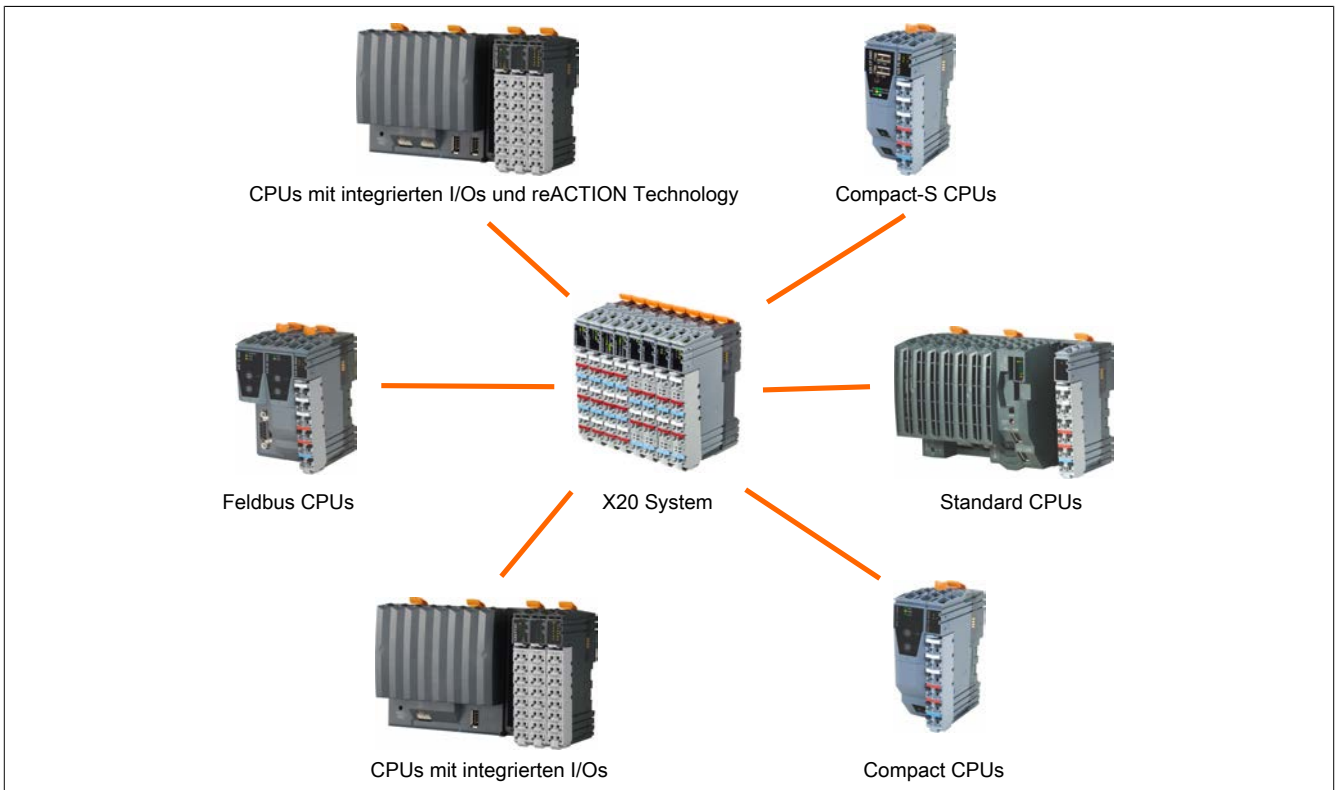 CPUs mit integrierten I/Os und reACTION Technology
Compact-S CPUs
Feldbus CPUs
X20 System
Standard CPUs
CPUs mit integrierten I/Os
Compact CPUs